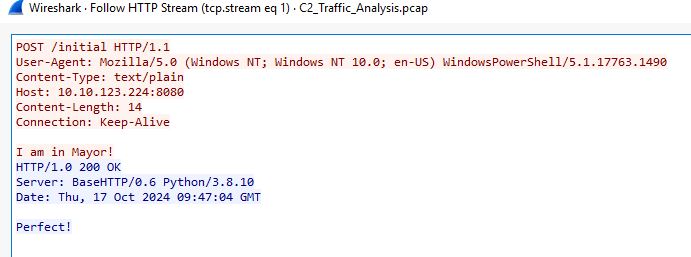 Wireshark · Follow HTTP Stream (tcp.stream eq 1) · C2_Traffic_Analysis.pcap
POST /initial HTTP/1.1
User-Agent: Mozilla/5.0 (Windows NT; Windows NT 10.0; en-US) WindowsPowerShell/5.1.17763.1490
Content-Type: text/plain
Host: 10.10.123.224:8080
Content-Length: 14
Connection: Keep-Alive
I am in Mayor!
HTTP/1.0 200 OK
Server: BaseHTTP/0.6 Python/3.8.10
Date: Thu, 17 Oct 2024 09:47:04 GMT
Perfect!